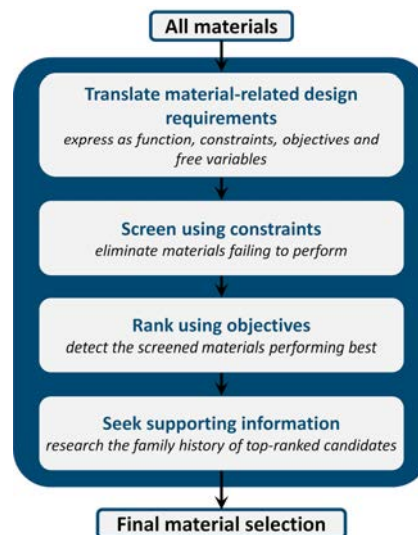 All materials
Translate material-related design
requirements
express as function, constraints, objectives and
free variables
Screen using constraints
eliminate materials failing to perform
Rank using objectives
detect the screened materials performing best
Seek supporting information
research the family history of top-ranked candidates
Final material selection